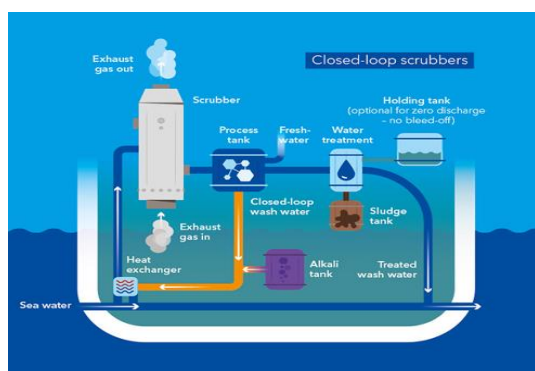 Closed-loop scrubbers
Exhaust
gas out
Scrubber
Holding tank
(optional for zero discharge
– no bleed-off)
Process
tank
Fresh-
water
Water
treatment
Closed-loop
wash water
Sludge
tank
Exhaust
gas in
Heat
exchanger
Alkali
tank
Treated
wash water
Sea water